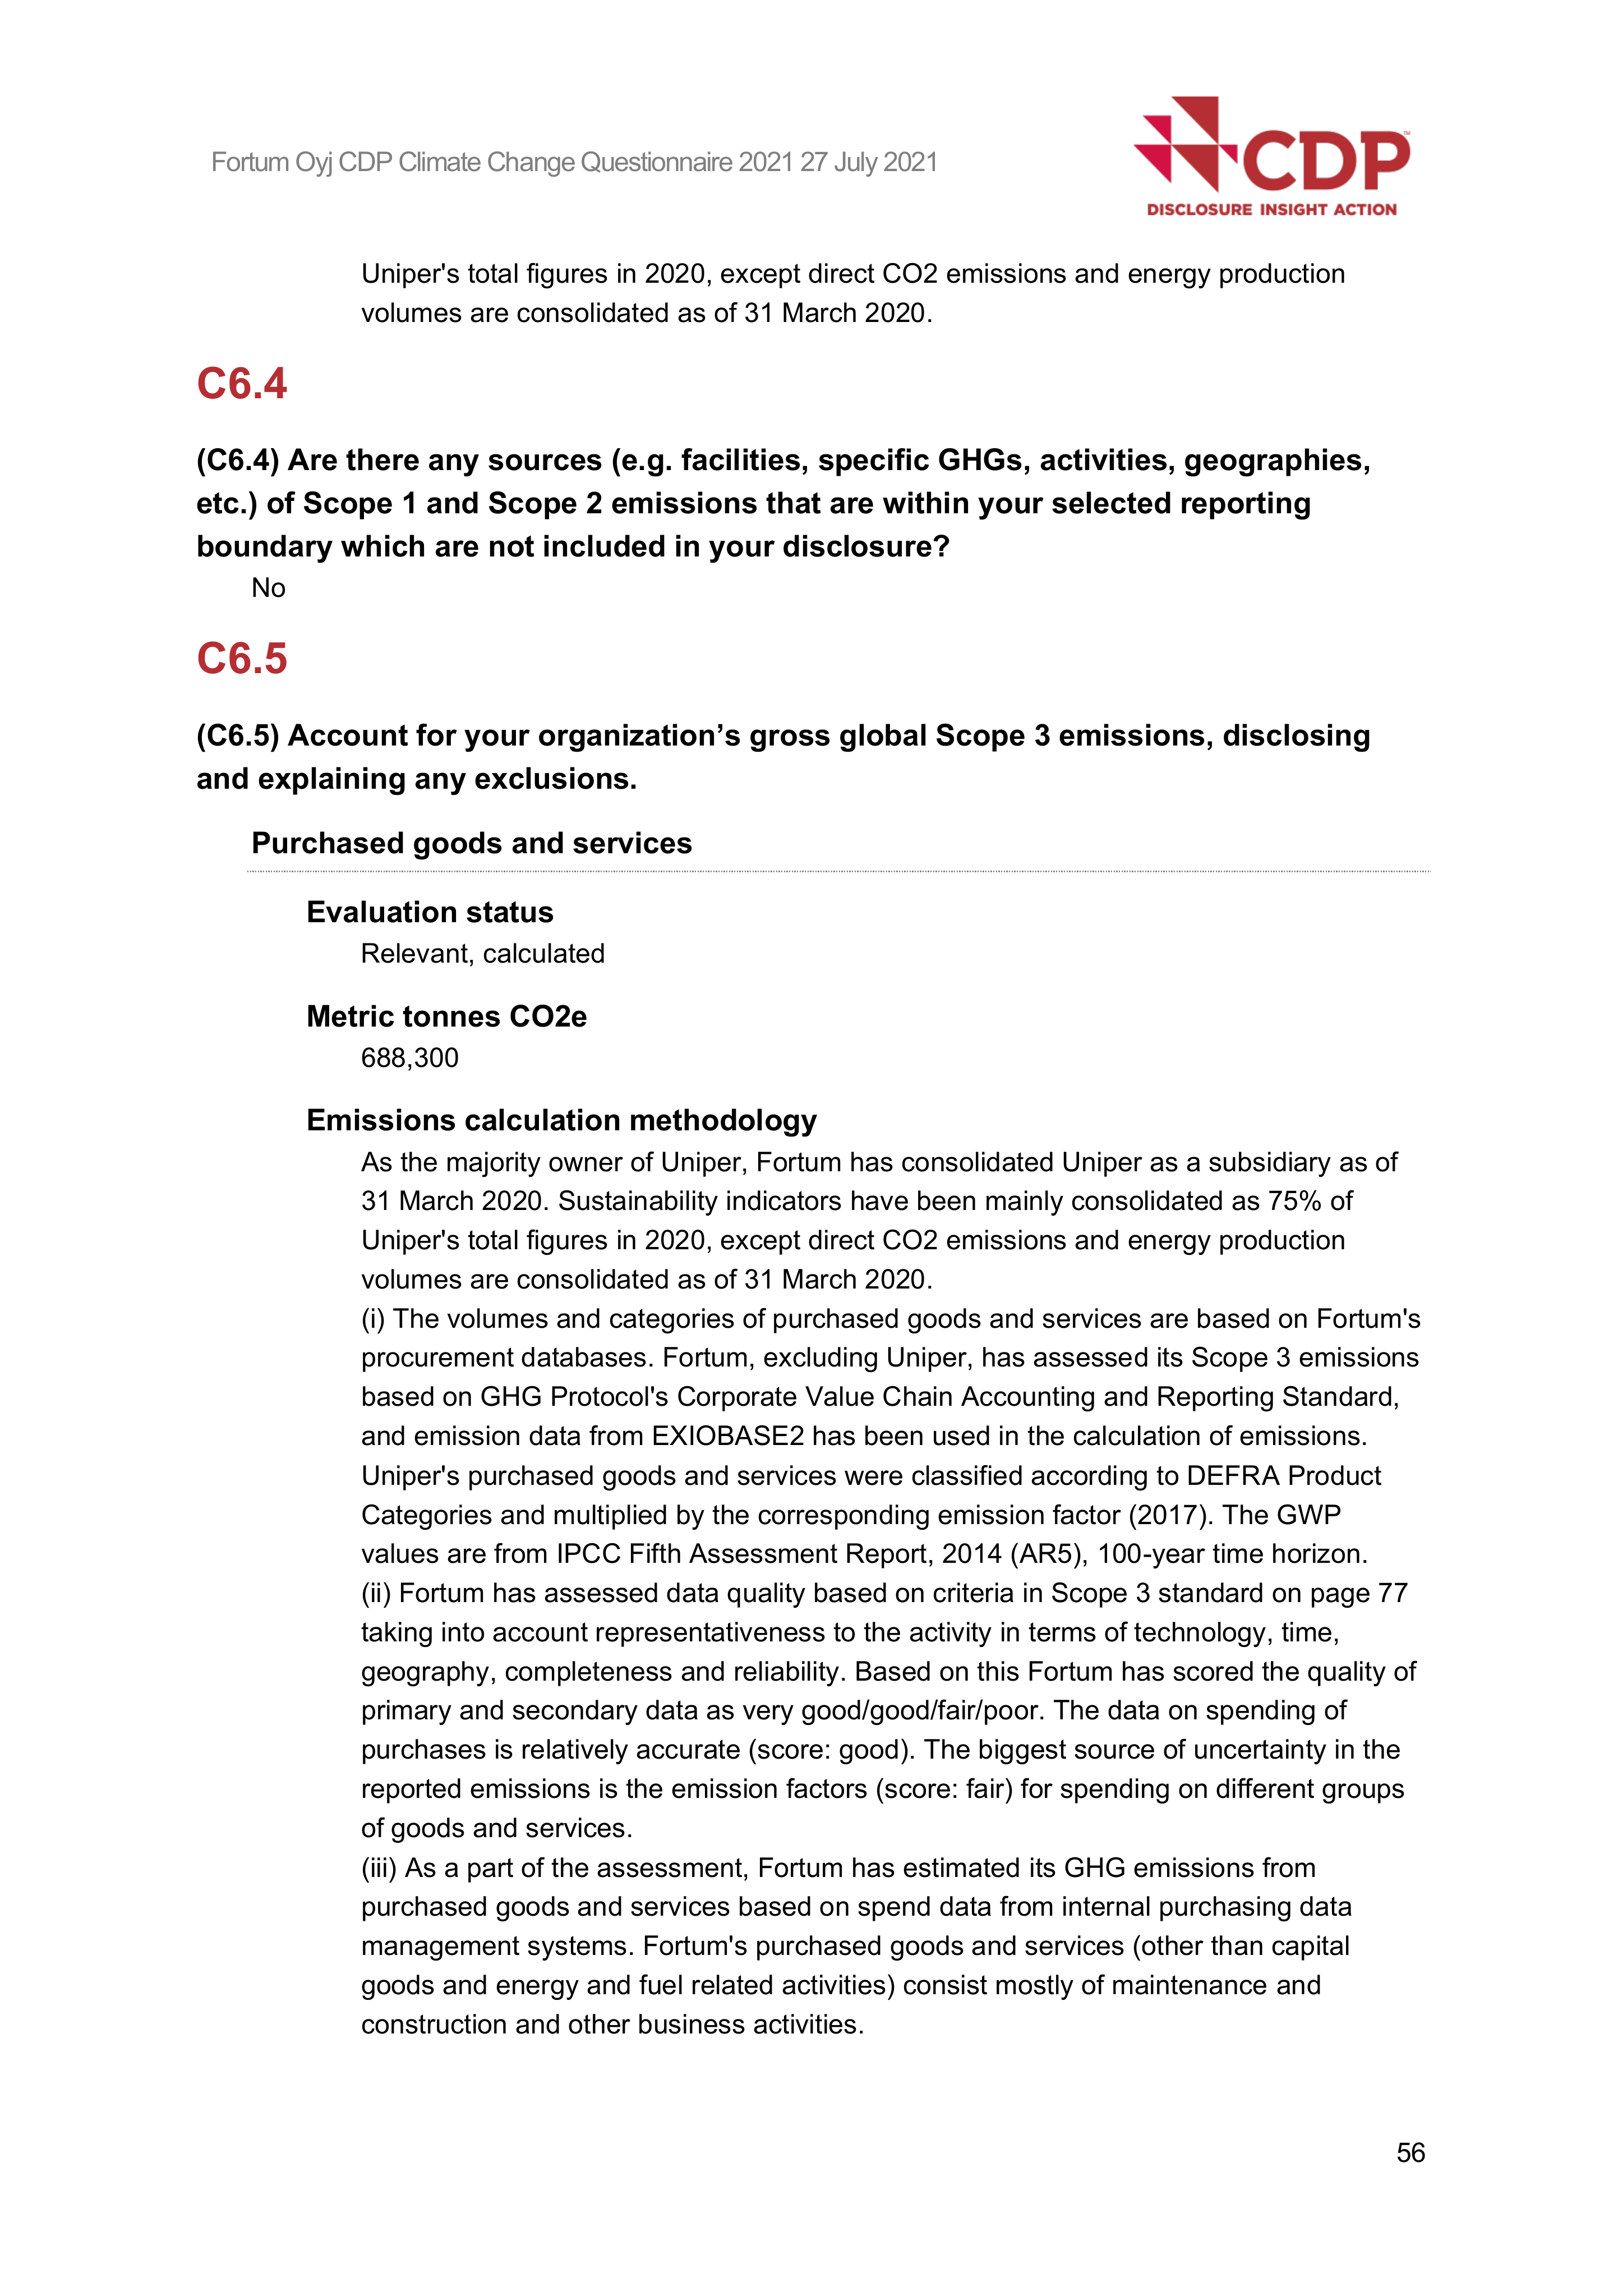 Fortum Oyj CDP Climate Change Questionnaire 2021 27 July 2021
CDP™
DISCLOSURE INSIGHT ACTION
Uniper's total figures in 2020, except direct CO2 emissions and energy production
volumes are consolidated as of 31 March 2020.
C6.4
(C6.4) Are there any sources (e.g. facilities, specific GHGs, activities, geographies,
etc.) of Scope 1 and Scope 2 emissions that are within your selected reporting
boundary which are not included in your disclosure?
No
C6.5
(C6.5) Account for your organization’s gross global Scope 3 emissions, disclosing
and explaining any exclusions.
Purchased goods and services
Evaluation status
Relevant, calculated
Metric tonnes CO2e
688,300
Emissions calculation methodology
As the majority owner of Uniper, Fortum has consolidated Uniper as a subsidiary as of
31 March 2020. Sustainability indicators have been mainly consolidated as 75% of
Uniper's total figures in 2020, except direct CO2 emissions and energy production
volumes are consolidated as of 31 March 2020.
(i) The volumes and categories of purchased goods and services are based on Fortum's
procurement databases. Fortum, excluding Uniper, has assessed its Scope 3 emissions
based on GHG Protocol's Corporate Value Chain Accounting and Reporting Standard,
and emission data from EXIOBASE2 has been used in the calculation of emissions.
Uniper's purchased goods and services were classified according to DEFRA Product
Categories and multiplied by the corresponding emission factor (2017). The GWP
values are from IPCC Fifth Assessment Report, 2014 (AR5), 100-year time horizon.
(ii) Fortum has assessed data quality based on criteria in Scope 3 standard on page 77
taking into account representativeness to the activity in terms of technology, time,
geography, completeness and reliability. Based on this Fortum has scored the quality of
primary and secondary data as very good/good/fair/poor. The data on spending of
purchases is relatively accurate (score: good). The biggest source of uncertainty in the
reported emissions is the emission factors (score: fair) for spending on different groups
of goods and services.
(iii) As a part of the assessment, Fortum has estimated its GHG emissions from
purchased goods and services based on spend data from internal purchasing data
management systems. Fortum's purchased goods and services (other than capital
goods and energy and fuel related activities) consist mostly of maintenance and
construction and other business activities.
56